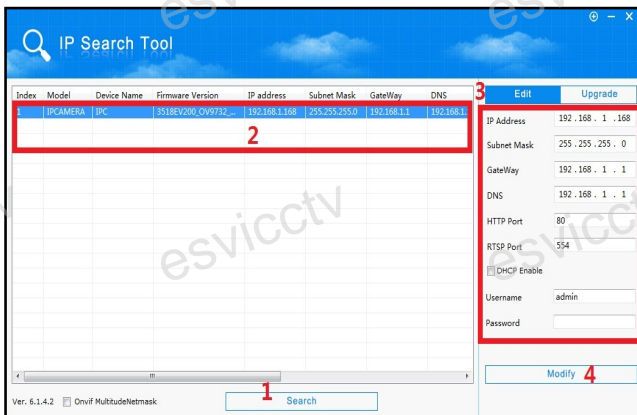 IP Search Tool
Index Model Device Name Firmware Version IP address Subnet Mask GateWay DNS
1 IPCAMERA IPC 3518EV200_OV9732_... 192.168.1.168 255.255.255.0 192.168.1.1 192.168.1.
2
3 Edit Upgrade
IP Address 192 . 168 . 1 . 168
Subnet Mask 255 . 255 . 255 . 0
GateWay 192 . 168 . 1 . 1
DNS 192 . 168 . 1 . 1
HTTP Port 80
RTSP Port 554
DHCP Enable
Username admin
Password
Modify 4
Ver. 6.1.4.2 Onvif MultitudeNetmask 1 Search
esvicctv